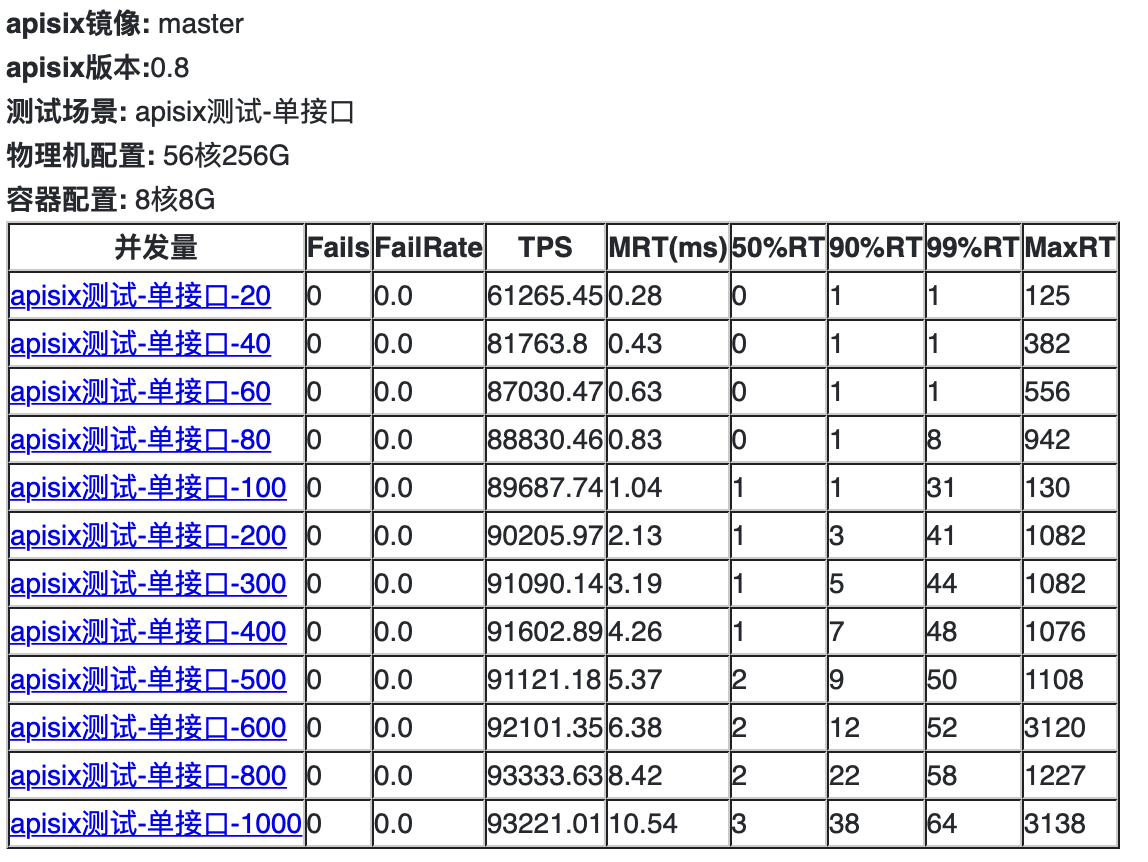 apisix镜像: master
apisix版本:0.8
测试场景: apisix测试-单接口
物理机配置: 56核256G
容器配置: 8核8G
并发量 Fails FailRate TPS MRT(ms) 50%RT 90%RT 99%RT MaxRT
apisix测试-单接口-20 0 0.0 61265.45 0.28 0 1 1 125
apisix测试-单接口-40 0 0.0 81763.8 0.43 0 1 1 382
apisix测试-单接口-60 0 0.0 87030.47 0.63 0 1 1 556
apisix测试-单接口-80 0 0.0 88830.46 0.83 0 1 8 942
apisix测试-单接口-100 0 0.0 89687.74 1.04 1 1 31 130
apisix测试-单接口-200 0 0.0 90205.97 2.13 1 3 41 1082
apisix测试-单接口-300 0 0.0 91090.14 3.19 1 5 44 1082
apisix测试-单接口-400 0 0.0 91602.89 4.26 1 7 48 1076
apisix测试-单接口-500 0 0.0 91121.18 5.37 2 9 50 1108
apisix测试-单接口-600 0 0.0 92101.35 6.38 2 12 52 3120
apisix测试-单接口-800 0 0.0 93333.63 8.42 2 22 58 1227
apisix测试-单接口-1000 0 0.0 93221.01 10.54 3 38 64 3138